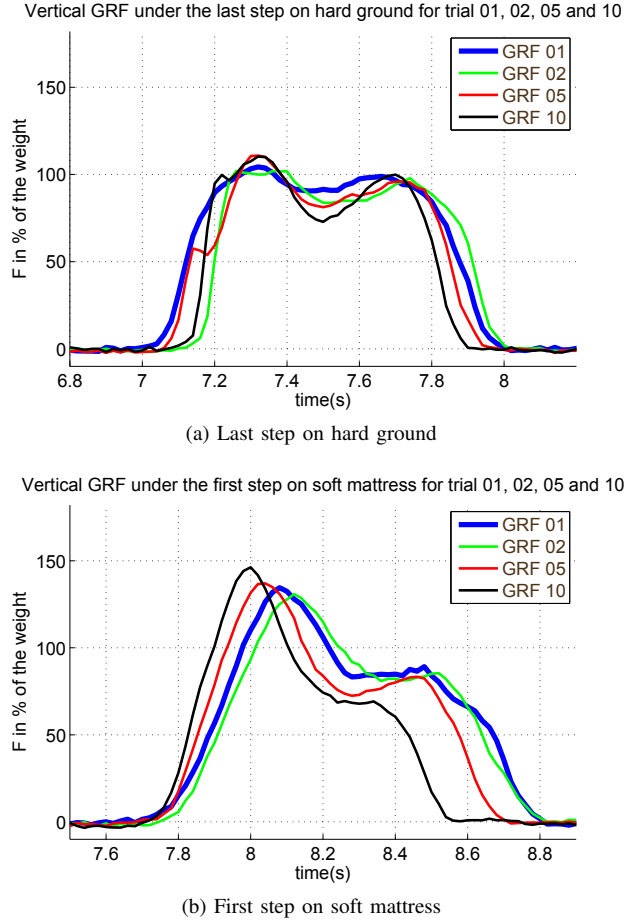 Vertical GRF under the last step on hard ground for trial 01, 02, 05 and 10
F in % of the weight
150
100
50
0
GRF 01
GRF 02
GRF 05
GRF 10
6.8 7 7.2 7.4 7.6 7.8 8
time(s)
(a) Last step on hard ground
Vertical GRF under the first step on soft mattress for trial 01, 02, 05 and 10
F in % of the weight
150
100
50
0
GRF 01
GRF 02
GRF 05
GRF 10
7.6 7.8 8 8.2 8.4 8.6 8.8
time(s)
(b) First step on soft mattress